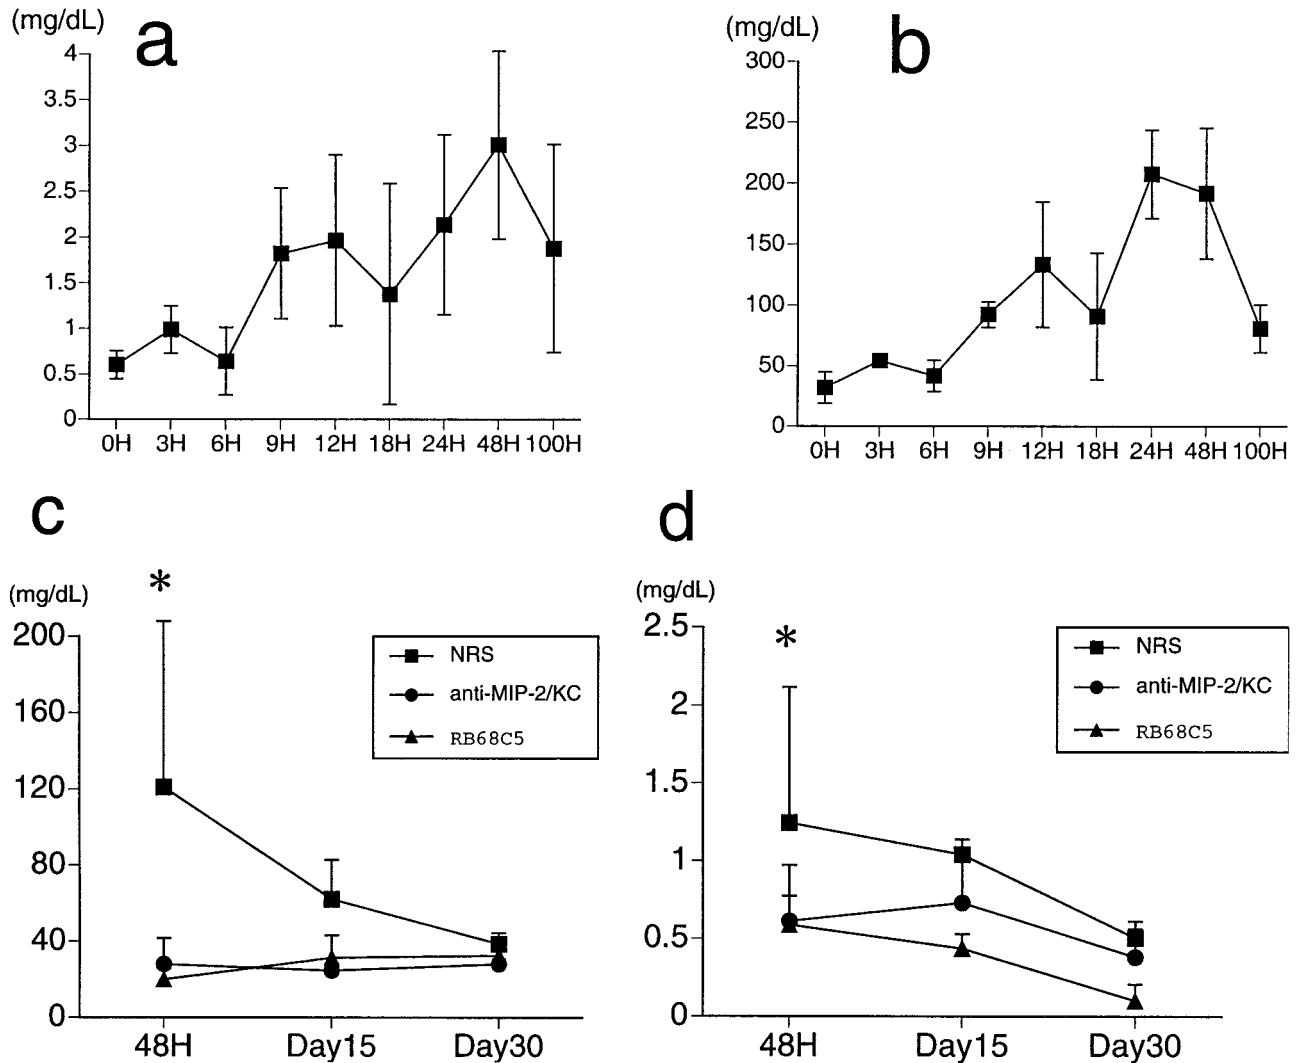 (mg/dL)
a
4
3.5
3
2.5
2
1.5
1
0.5
0
0H 3H 6H 9H 12H 18H 24H 48H 100H
(mg/dL)
b
300
250
200
150
100
50
0
0H 3H 6H 9H 12H 18H 24H 48H 100H
c
(mg/dL)
*
200
160
120
80
40
0
NRS
anti-MIP-2/KC
RB68C5
48H Day15 Day30
d
(mg/dL)
*
2.5
2
1.5
1
0.5
0
NRS
anti-MIP-2/KC
RB68C5
48H Day15 Day30